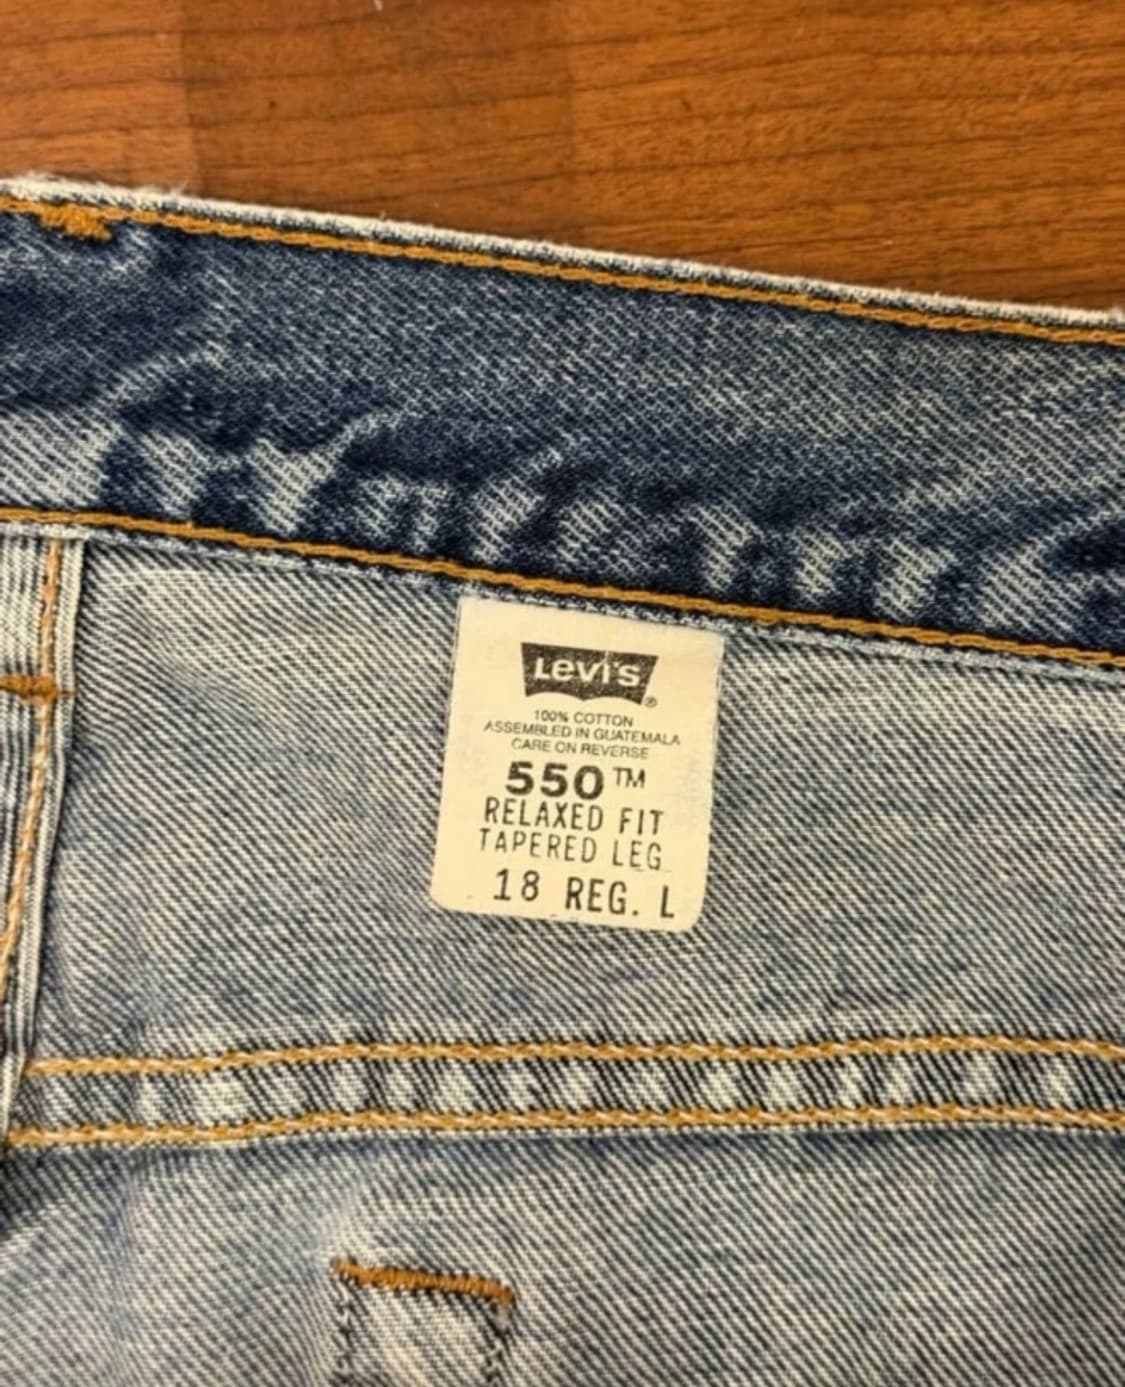 Levi's ®
100% COTTON
ASSEMBLED IN GUATEMALA
CARE ON REVERSE
550™
RELAXED FIT
TAPERED LEG
18 REG. L